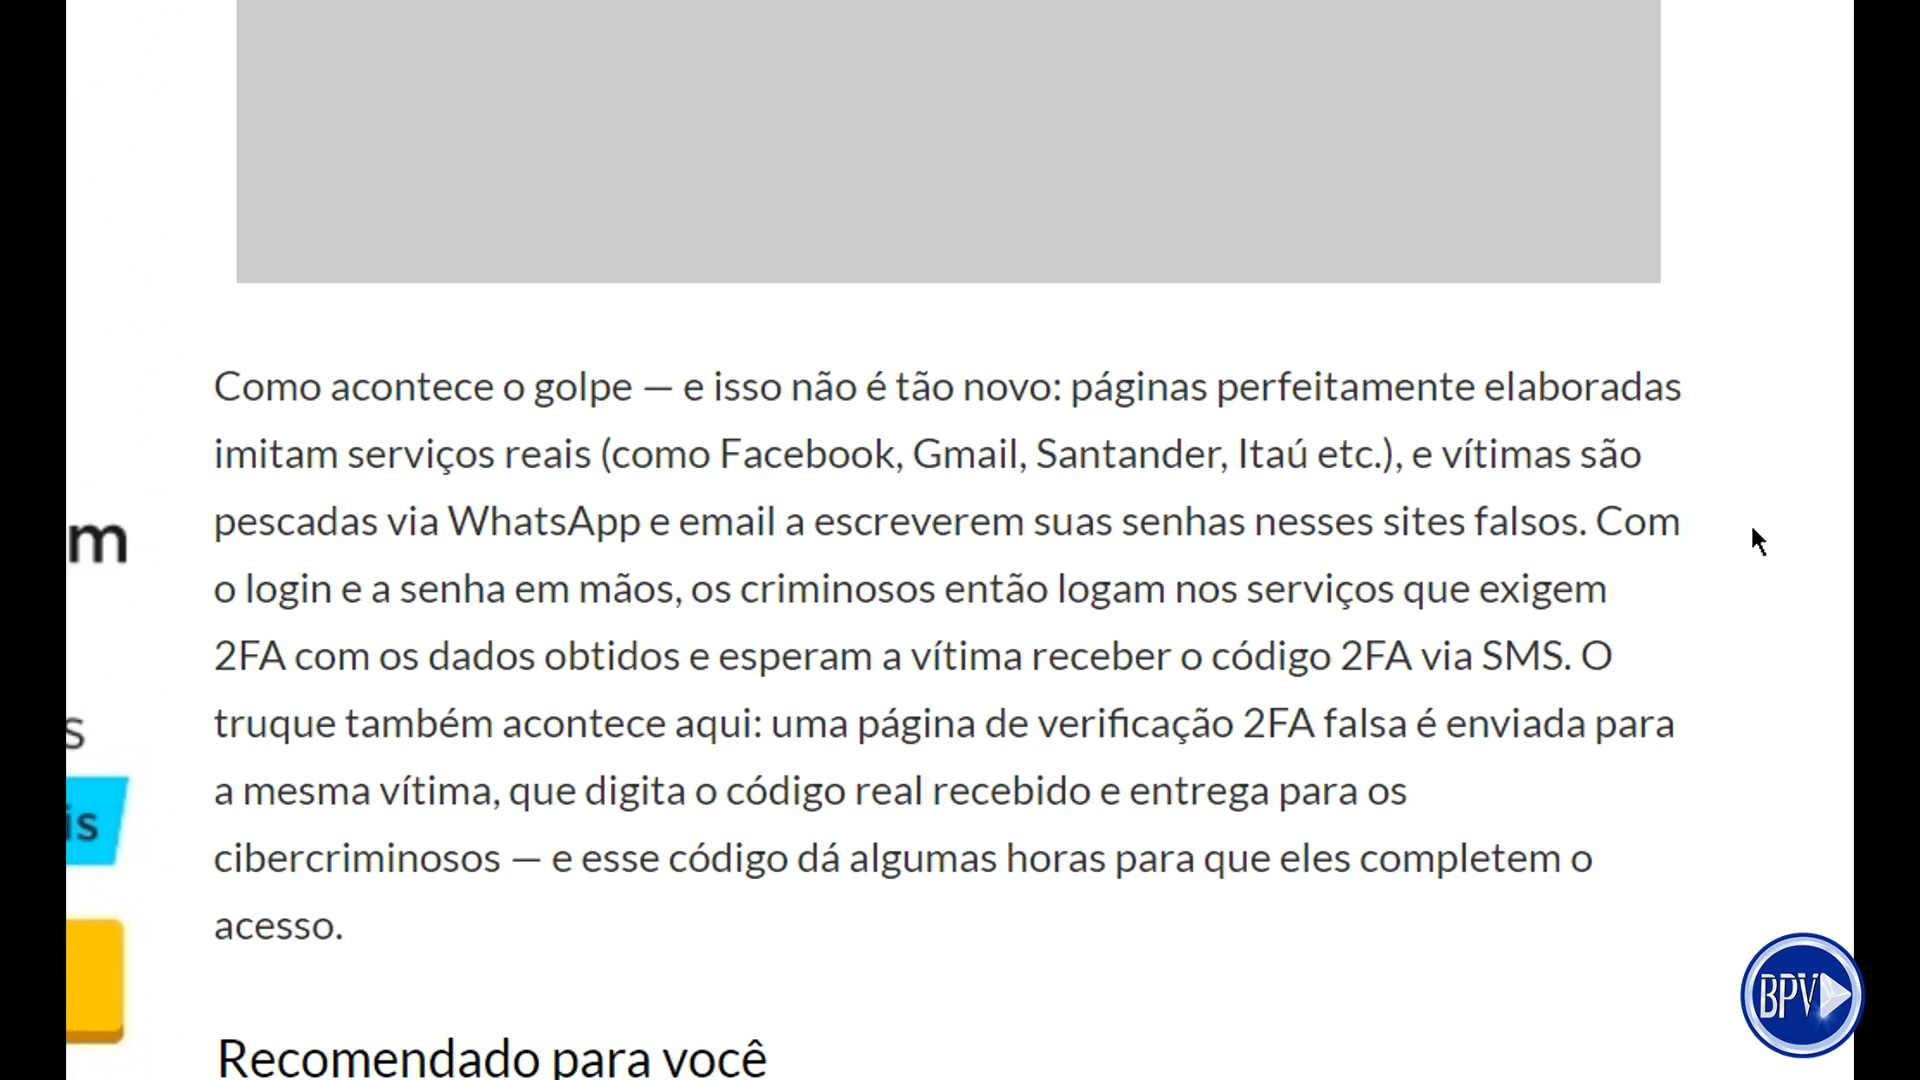 Como acontece o golpe — e isso não é tão novo: páginas perfeitamente elaboradas
imitam serviços reais (como Facebook, Gmail, Santander, Itaú etc.), e vítimas são
pescadas via WhatsApp e email a escreverem suas senhas nesses sites falsos. Com
o login e a senha em mãos, os criminosos então logam nos serviços que exigem
2FA com os dados obtidos e esperam a vítima receber o código 2FA via SMS. O
truque também acontece aqui: uma página de verificação 2FA falsa é enviada para
a mesma vítima, que digita o código real recebido e entrega para os
cibercriminosos — e esse código dá algumas horas para que eles completem o
acesso.
m
s
is
BPV
Recomendado para você